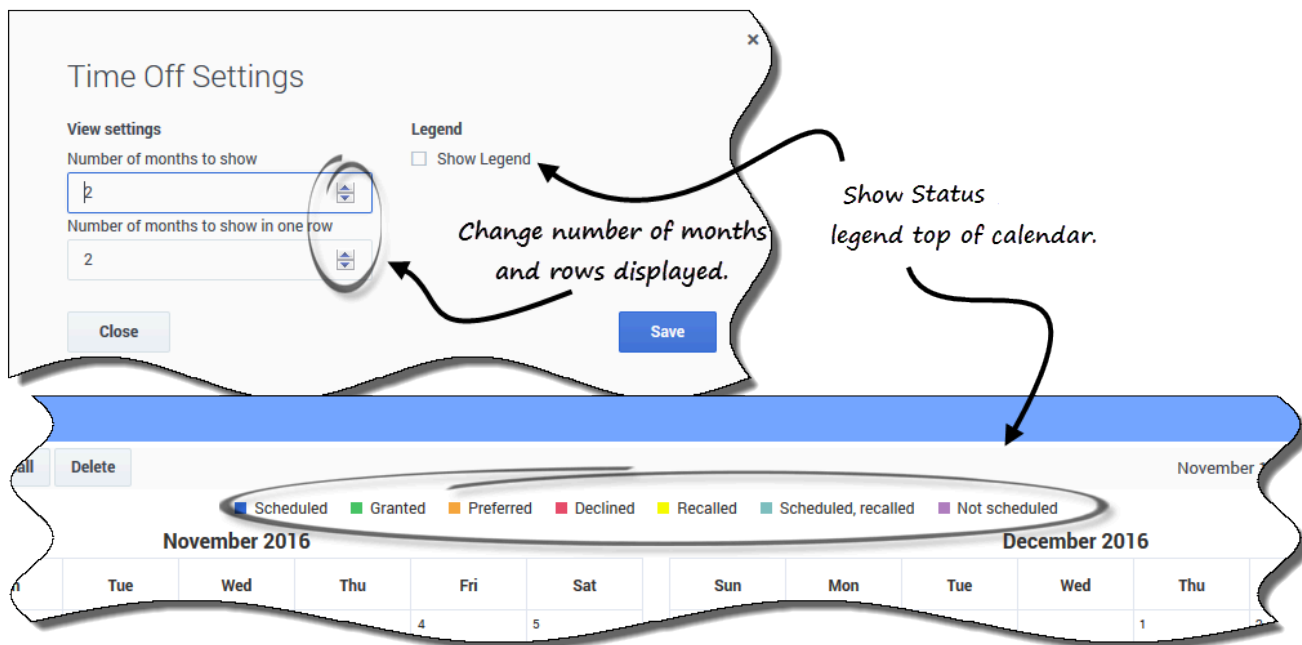 ×
Time Off Settings
View settings
Legend
Number of months to show
Show Legend
2
Number of months to show in one row
2
Close
Save
Change number of months
and rows displayed.
Show Status
legend top of calendar.
all
Delete
November 1
Scheduled
Granted
Preferred
Declined
Recalled
Scheduled, recalled
Not scheduled
November 2016
December 2016
Tue
Wed
Thu
Fri
Sat
Sun
Mon
Tue
Wed
Thu
4
5
1